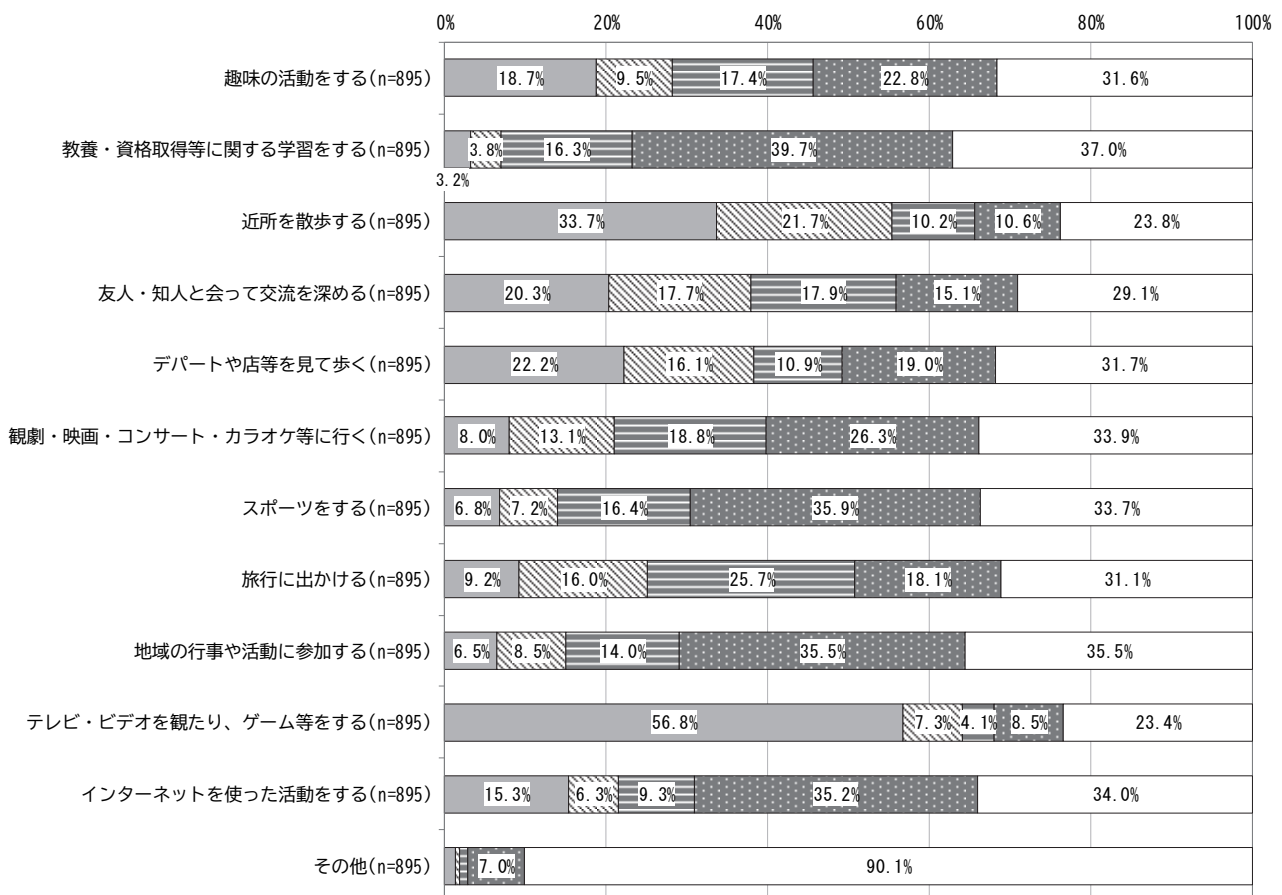 0% 20% 40% 60% 80% 100%
趣味の活動をする(n=895) 18.7% 9.5% 17.4% 22.8% 31.6%
教養・資格取得等に関する学習をする(n=895) 3.8% 16.3% 39.7% 37.0%
3.2%
近所を散歩する(n=895) 33.7% 21.7% 10.2% 10.6% 23.8%
友人・知人と会って交流を深める(n=895) 20.3% 17.7% 17.9% 15.1% 29.1%
デパートや店等を見て歩く(n=895) 22.2% 16.1% 10.9% 19.0% 31.7%
観劇・映画・コンサート・カラオケ等に行く(n=895) 8.0% 13.1% 18.8% 26.3% 33.9%
スポーツをする(n=895) 6.8% 7.2% 16.4% 35.9% 33.7%
旅行に出かける(n=895) 9.2% 16.0% 25.7% 18.1% 31.1%
地域の行事や活動に参加する(n=895) 6.5% 8.5% 14.0% 35.5% 35.5%
テレビ・ビデオを観たり、ゲーム等をする(n=895) 56.8% 7.3% 4.1% 8.5% 23.4%
インターネットを使った活動をする(n=895) 15.3% 6.3% 9.3% 35.2% 34.0%
その他(n=895) 7.0% 90.1%